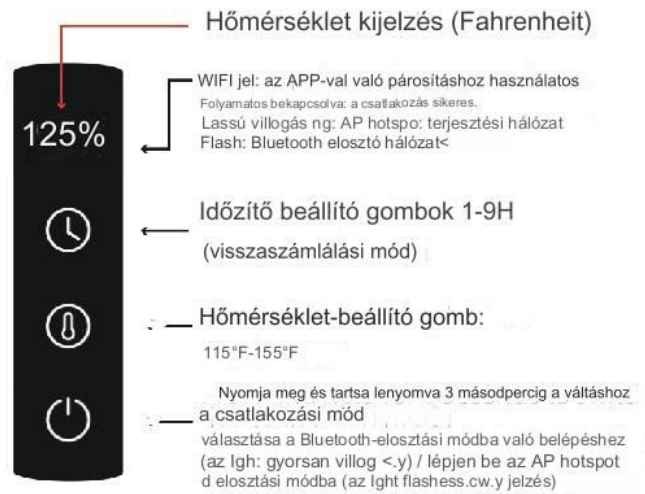 Hőmérséklet kijelzés (Fahrenheit)
WIFI jel: az APP-val való párosításhoz használatos
Folyamatos bekapcsolva: a csatlakozás sikeres.
125%
Lassú villogás ng: AP hotspo: terjesztési hálózat
Flash: Bluetooth elosztó hálózat<
Időzítő beállító gombok 1-9H
(visszaszámlálási mód)
Hőmérséklet-beállító gomb:
115°F-155°F
Nyomja meg és tartsa lenyomva 3 másodpercig a váltáshoz
a csatlakozási mód
választása a Bluetooth-elosztási módba való belépéshez
(az Igh: gyorsan villog <.y) / lépjen be az AP hotspot
d elosztási módba (az Ight flashess.cw.y jelzés)